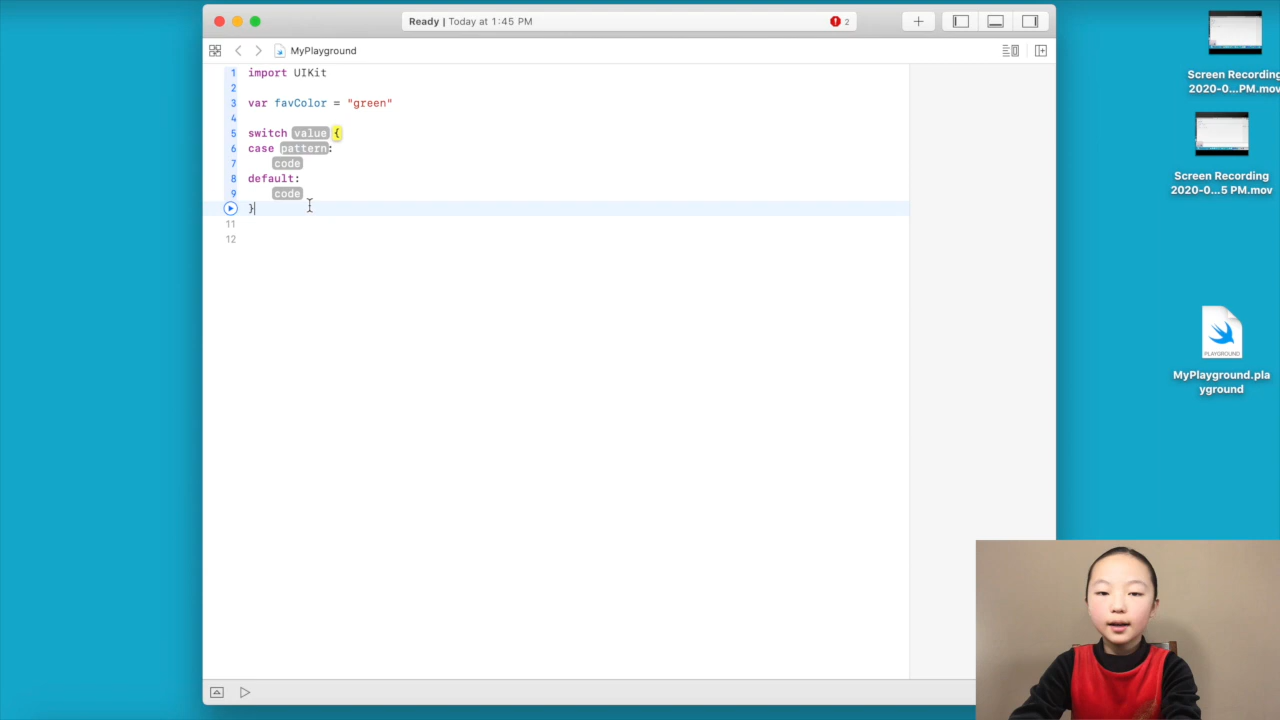 Ready | Today at 1:45 PM
2
MyPlayground
1 import UIKit
2
3 var favColor = "green"
4
5 switch value {
6 case pattern:
7 code
8 default:
9 code
}
11
12
Screen Recording
2020-0...PM.mov
Screen Recording
2020-0...5 PM.mov
PLAYGROUND
MyPlayground.pla
yground